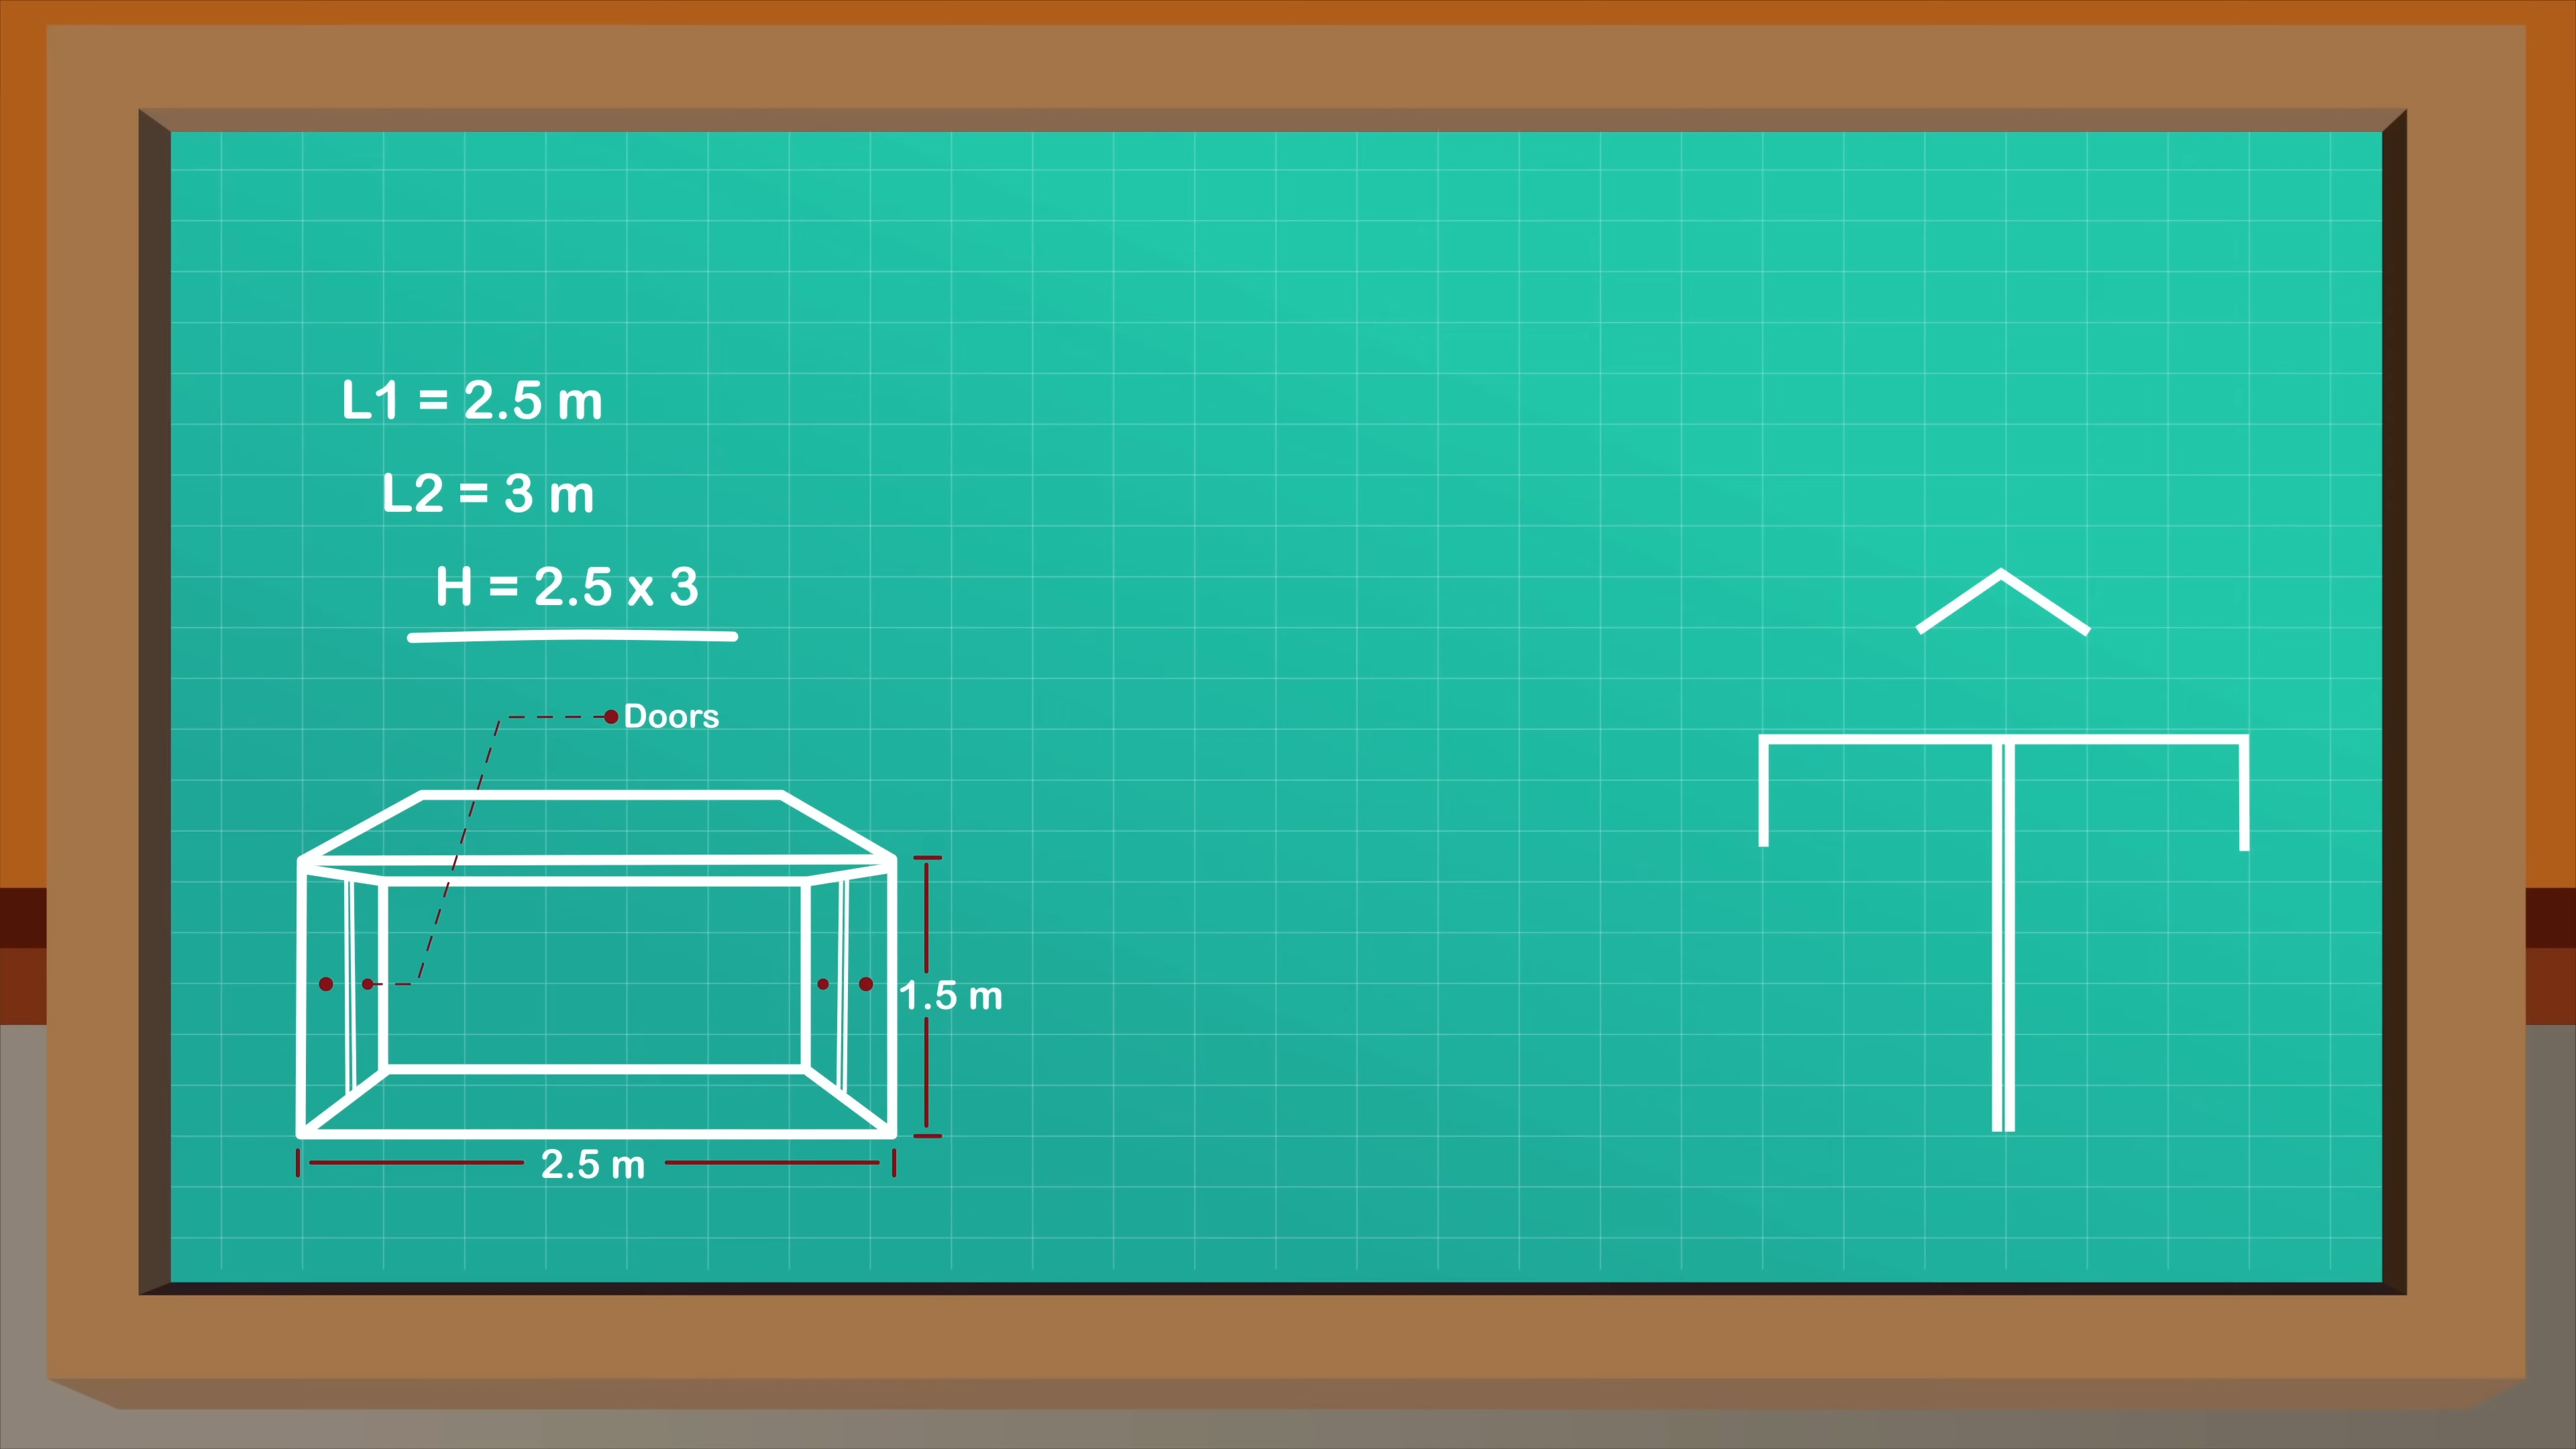 L1 = 2.5 m
L2 = 3 m
H = 2.5 x 3
Doors
1.5 m
2.5 m